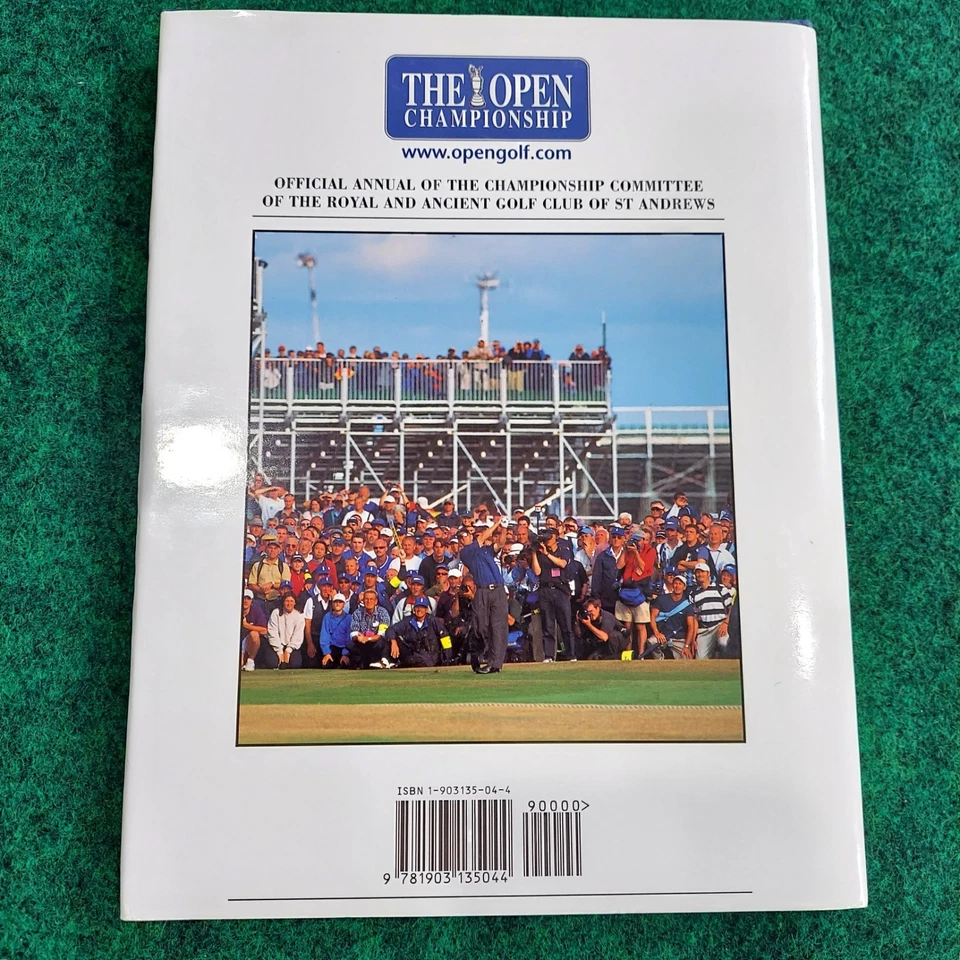 THE OPEN
CHAMPIONSHIP
www.opengolf.com
OFFICIAL ANNUAL OF THE CHAMPIONSHIP COMMITTEE
OF THE ROYAL AND ANCIENT GOLF CLUB OF ST ANDREWS
ISBN 1-903135-04-4
90000>
9 781903 135044